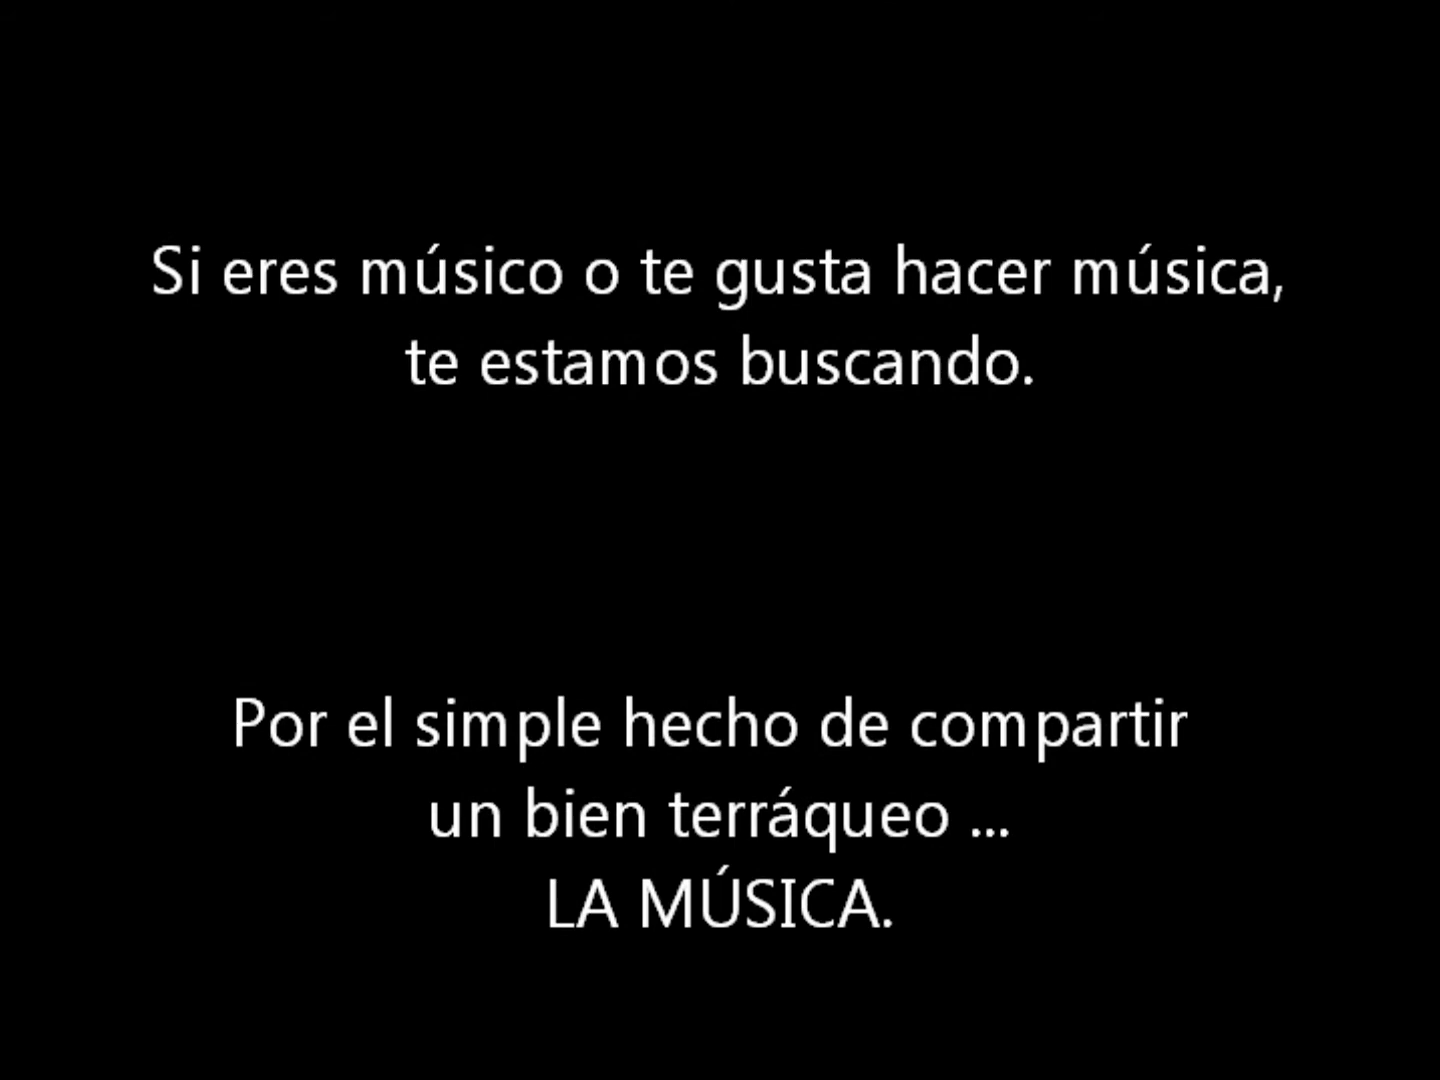 Si eres músico o te gusta hacer música,
te estamos buscando.
Por el simple hecho de compartir
un bien terráqueo ...
LA MÚSICA.